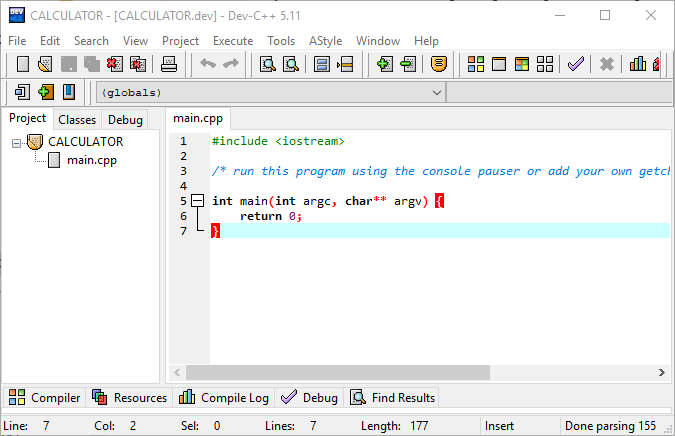 CALCULATOR - [CALCULATOR.dev] - Dev-C++ 5.11
File Edit Search View Project Execute Tools AStyle Window Help
(globals)
Project Classes Debug
CALCULATOR
main.cpp
main.cpp
1 #include <iostream>
2
3 /* run this program using the console pauser or add your own getch
4
5 int main(int argc, char** argv) {
6 return 0;
7 }
Compiler Resources Compile Log Debug Find Results
Line: 7 Col: 2 Sel: 0 Lines: 7 Length: 177 Insert Done parsing 155